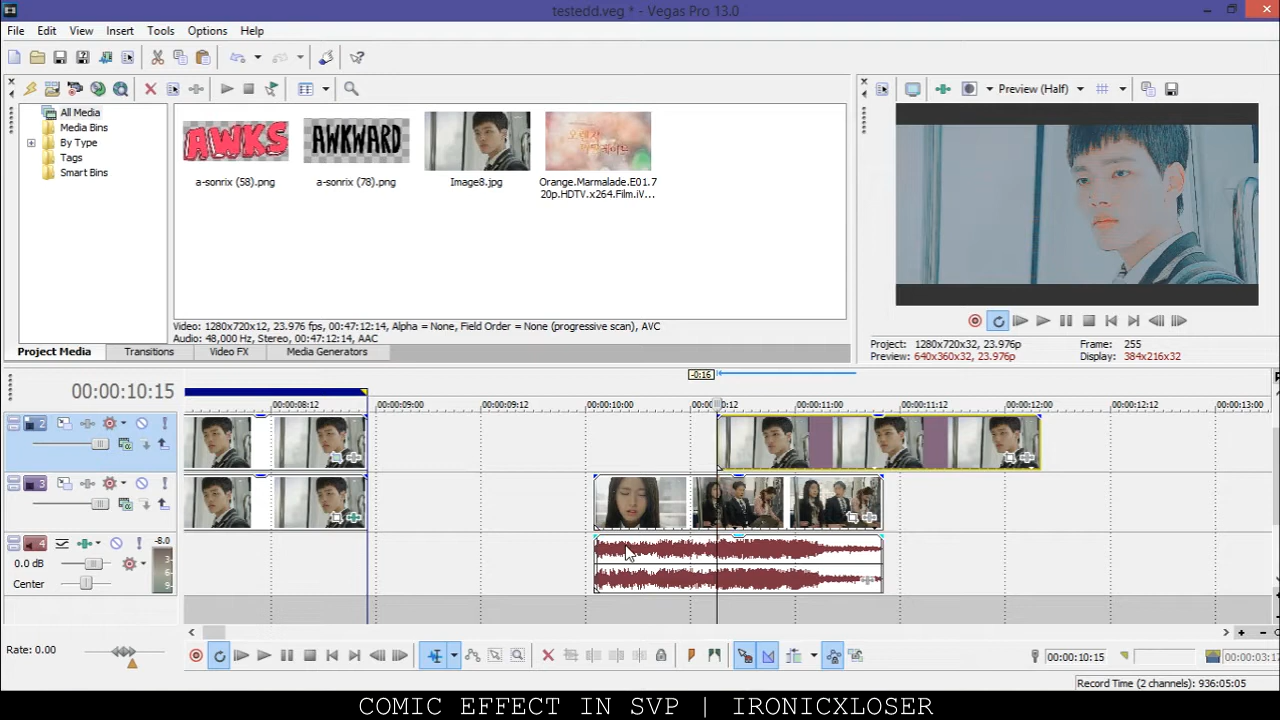 testedd.veg * - Vegas Pro 13.0
File Edit View Insert Tools Options Help
Preview (Half)
All Media
Media Bins
By Type
Tags
Smart Bins
AWKS
AWKWARD
a-sonrix (58).png
a-sonrix (78).png
Image8.jpg
Orange.Marmalade.E01.7
20p.HDTV.x264.Film.iV...
Video: 1280x720x12, 23.976 fps, 00:47:12:14, Alpha = None, Field Order = None (progressive scan), AVC
Audio: 48,000 Hz, Stereo, 00:47:12:14, AAC
Project Media Transitions Video FX Media Generators
Project: 1280x720x32, 23.976p
Frame: 255
Preview: 640x360x32, 23.976p
Display: 384x216x32
-0:16
00:00:10:15
00:00:08:12 00:00:09:00 00:00:09:12 00:00:10:00 00:00:11:00 00:00:11:12 00:00:12:00 00:00:12:12 00:00:13:00
2
3
4
-8.0
0.0 dB
Center
Rate: 0.00
00:00:10:15
Record Time (2 channels): 936:05:05
COMIC EFFECT IN SVP | IRONICXLOSER